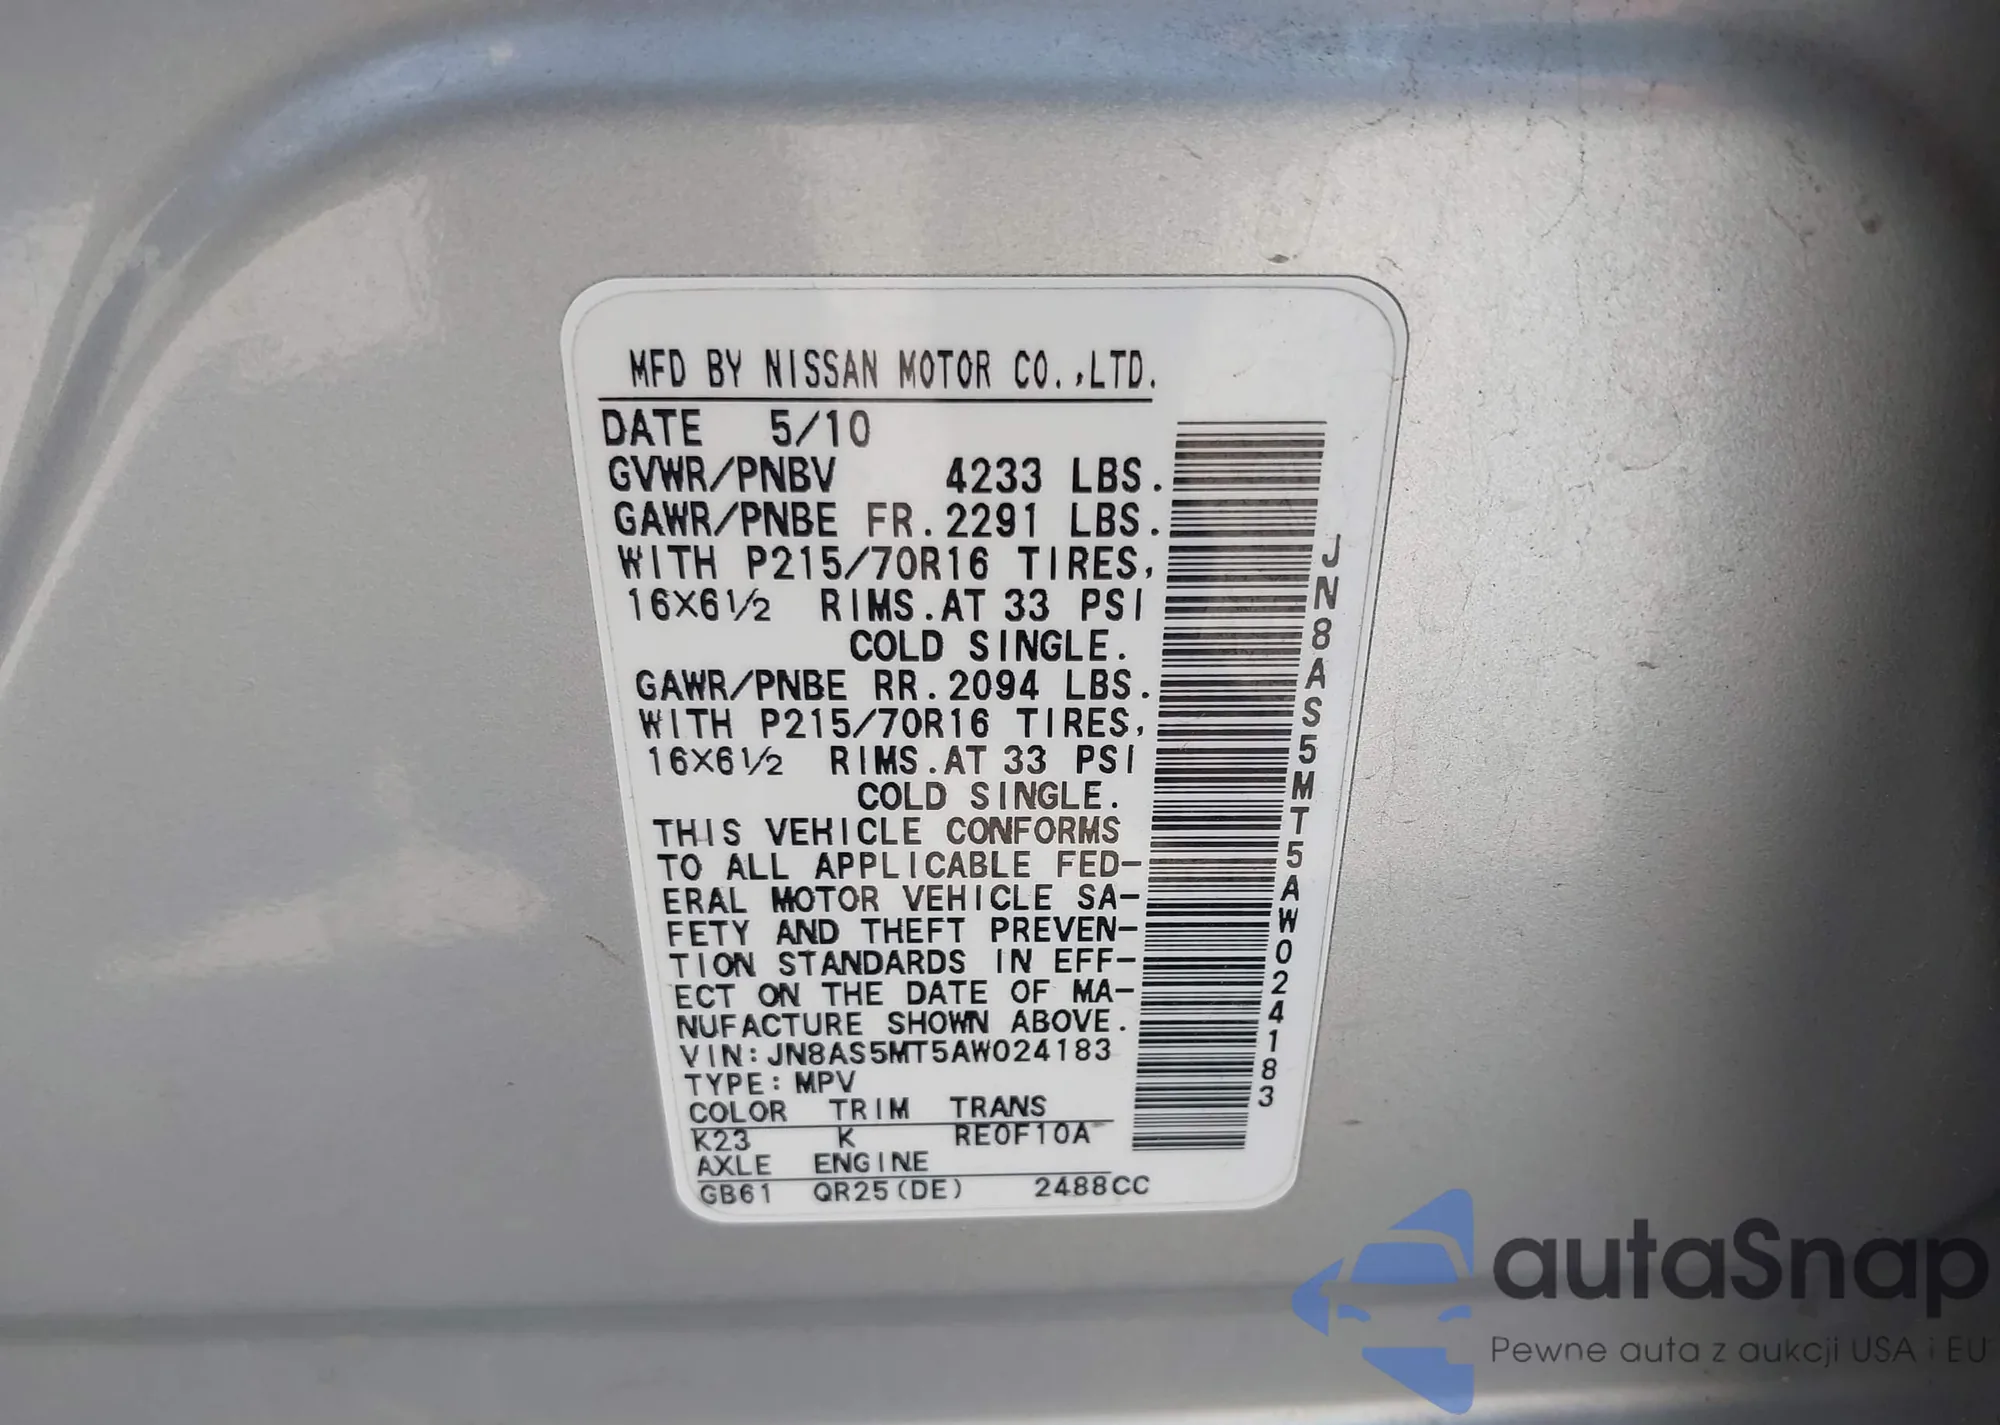 MFD BY NISSAN MOTOR CO.,LTD.
DATE 5/10
GVWR/PNBV 4233 LBS.
GAWR/PNBE FR.2291 LBS.
WITH P215/70R16 TIRES,
16X6 1/2 RIMS.AT 33 PSI
COLD SINGLE.
GAWR/PNBE RR.2094 LBS.
WITH P215/70R16 TIRES,
16X6 1/2 RIMS.AT 33 PSI
COLD SINGLE.
THIS VEHICLE CONFORMS
TO ALL APPLICABLE FED-
ERAL MOTOR VEHICLE SA-
FETY AND THEFT PREVEN-
TION STANDARDS IN EFF-
ECT ON THE DATE OF MA-
NUFACTURE SHOWN ABOVE.
VIN:JN8AS5MT5AW024183
TYPE:MPV
COLOR TRIM TRANS
K23 K RE0F10A
AXLE ENGINE
GB61 QR25(DE) 2488CC
JN8AS5MT5AW024183
autaSnap
Pewne auta z aukcji USA i EU